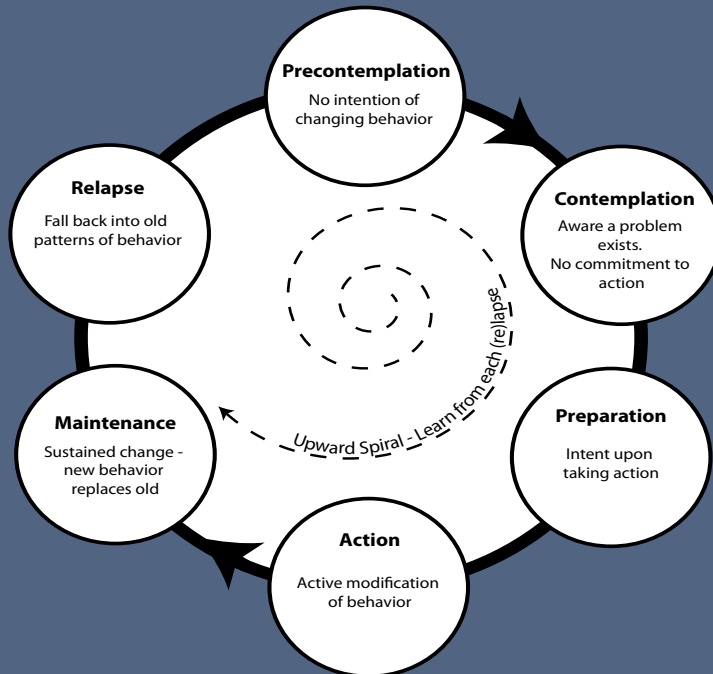 Precontemplation
No intention of
changing behavior
Contemplation
Aware a problem
exists.
No commitment to
action
Preparation
Intent upon
taking action
Action
Active modification
of behavior
Maintenance
Sustained change -
new behavior
replaces old
Relapse
Fall back into old
patterns of behavior
Upward Spiral - Learn from each (re)lapse